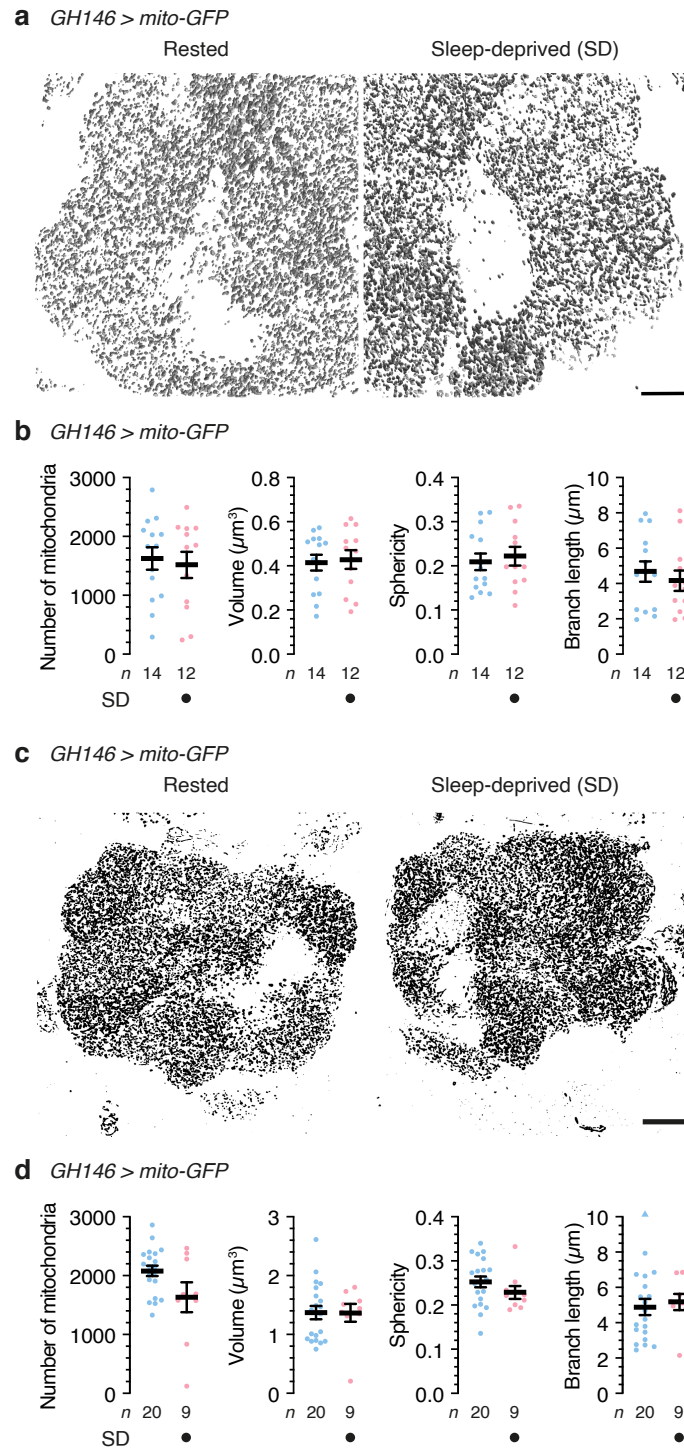 a GH146 > mito-GFP
Rested Sleep-deprived (SD)
b GH146 > mito-GFP
Number of mitochondria
3000
2000
1000
0
Volume (µm³)
0.8
0.6
0.4
0.2
0.0
Sphericity
0.4
0.3
0.2
0.1
0.0
Branch length (µm)
10
8
6
4
2
0
n 14 12 n 14 12 n 14 12 n 14 12
SD
c GH146 > mito-GFP
Rested Sleep-deprived (SD)
d GH146 > mito-GFP
Number of mitochondria
3000
2000
1000
0
Volume (µm³)
3
2
1
0
Sphericity
0.4
0.3
0.2
0.1
0.0
Branch length (µm)
10
8
6
4
2
0
n 20 9 n 20 9 n 20 9 n 20 9
SD